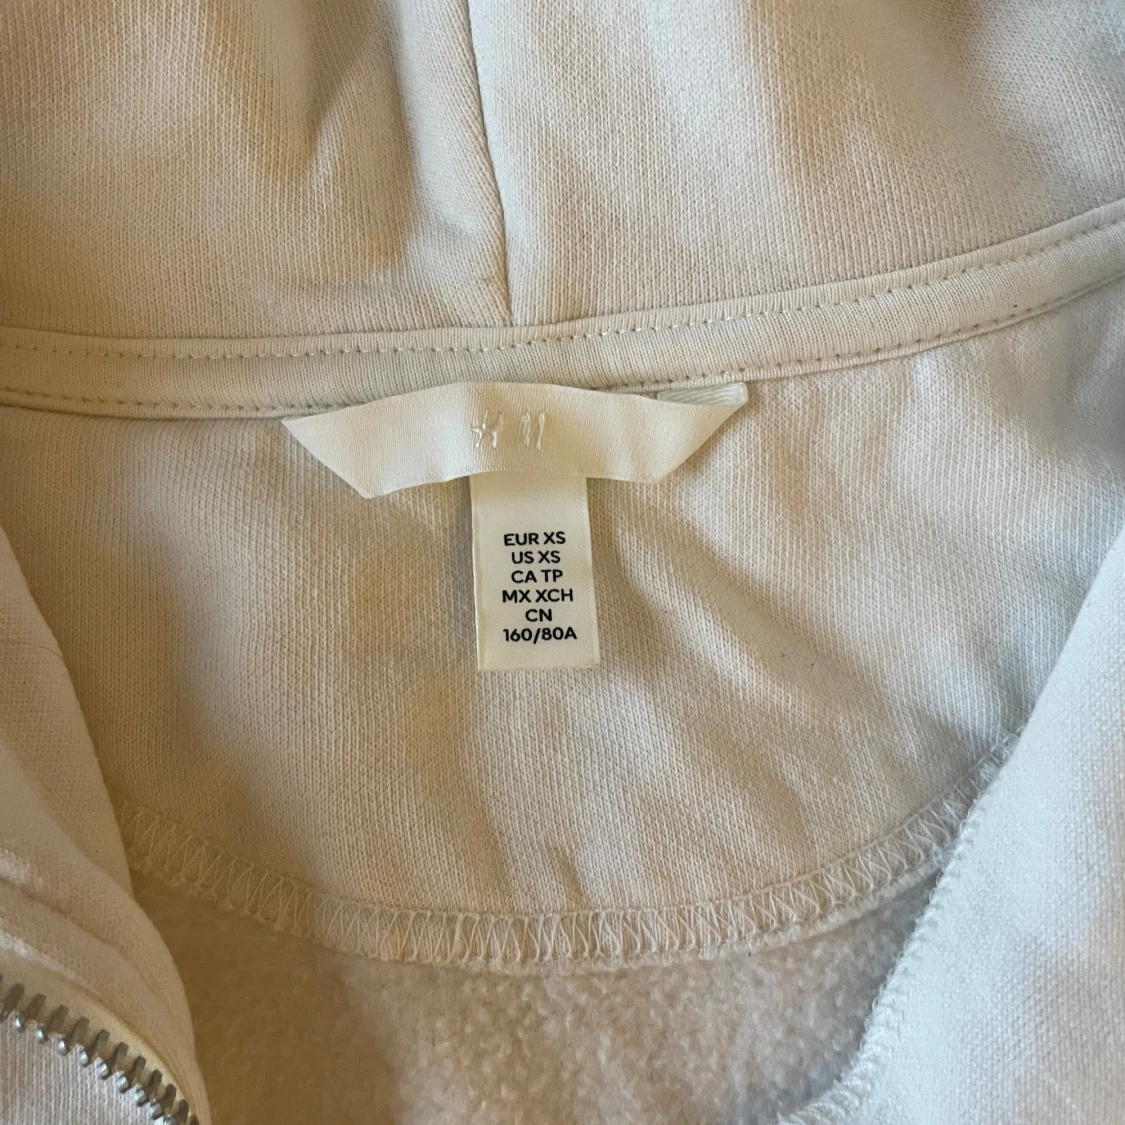 H M
EUR XS
US XS
CA TP
MX XCH
CN
160/80A